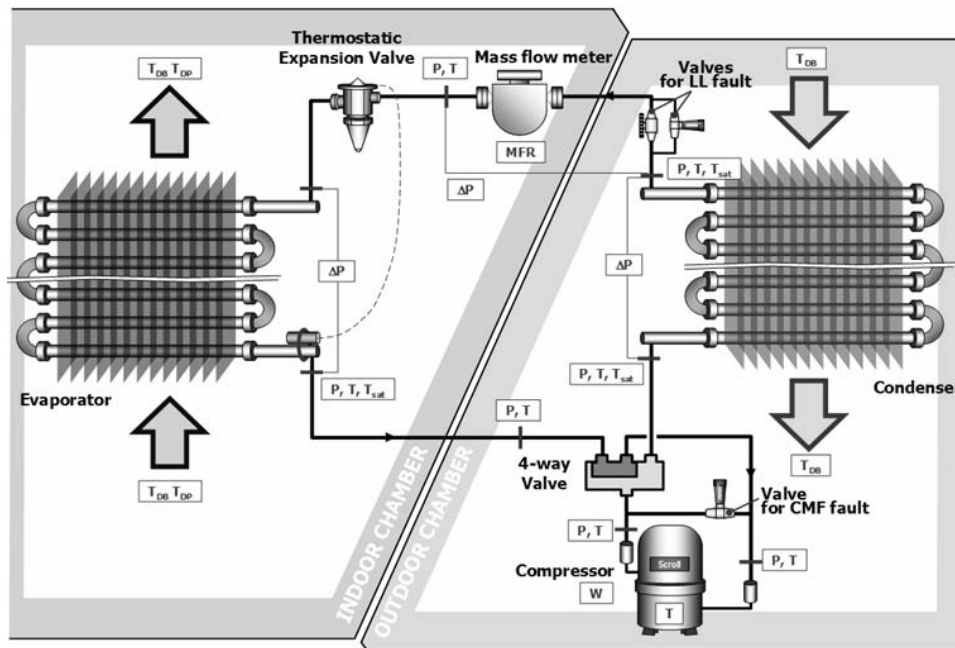 Thermostatic
Expansion Valve
P, T
Mass flow meter
MFR
Valves
for LL fault
T_DB
T_DB T_DP
ΔP
P, T, T_sat
ΔP
ΔP
P, T, T_sat
P, T, T_sat
Evaporator
Condense
T_DB T_DP
P, T
4-way
Valve
T_DB
INDOOR CHAMBER
OUTDOOR CHAMBER
Valve
for CMF fault
P, T
P, T
Compressor
W
Scroll
T